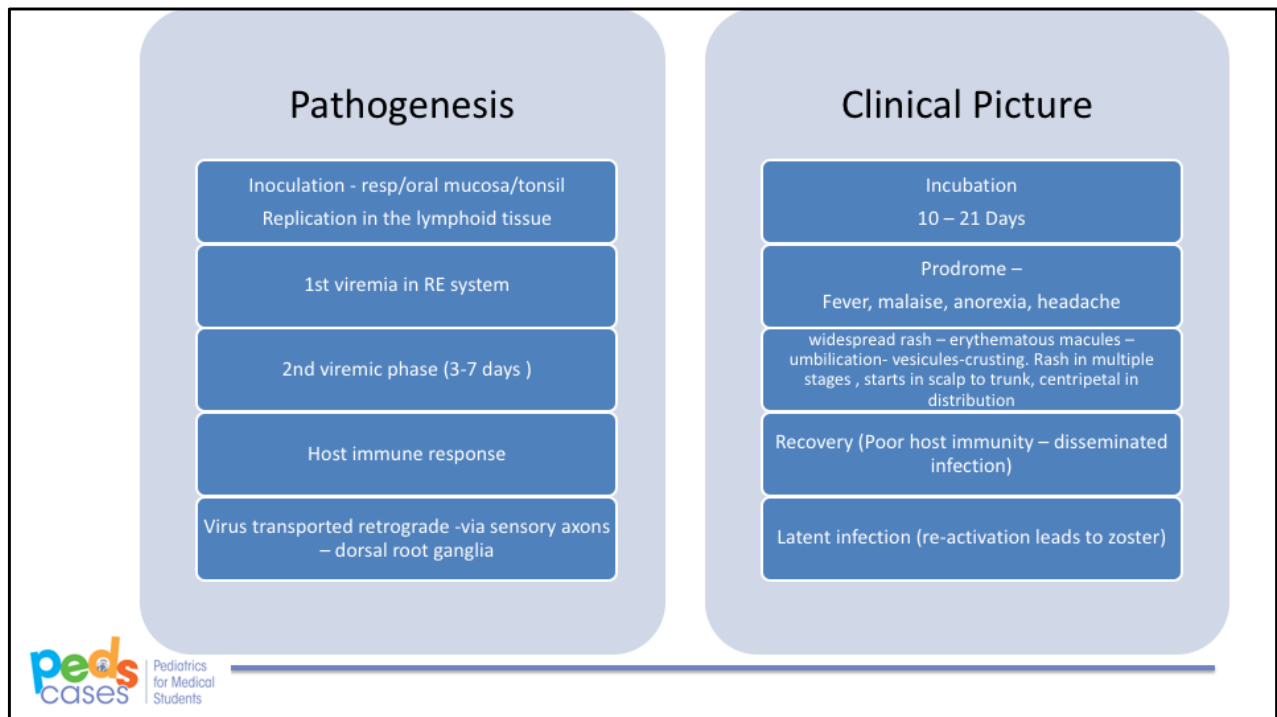 Pathogenesis
Inoculation - resp/oral mucosa/tonsil
Replication in the lymphoid tissue
1st viremia in RE system
2nd viremic phase (3-7 days )
Host immune response
Virus transported retrograde -via sensory axons
– dorsal root ganglia
Clinical Picture
Incubation
10 – 21 Days
Prodrome –
Fever, malaise, anorexia, headache
widespread rash – erythematous macules –
umbilication- vesicules-crusting. Rash in multiple
stages , starts in scalp to trunk, centripetal in
distribution
Recovery (Poor host immunity – disseminated
infection)
Latent infection (re-activation leads to zoster)
peds
cases
Pediatrics
for Medical
Students